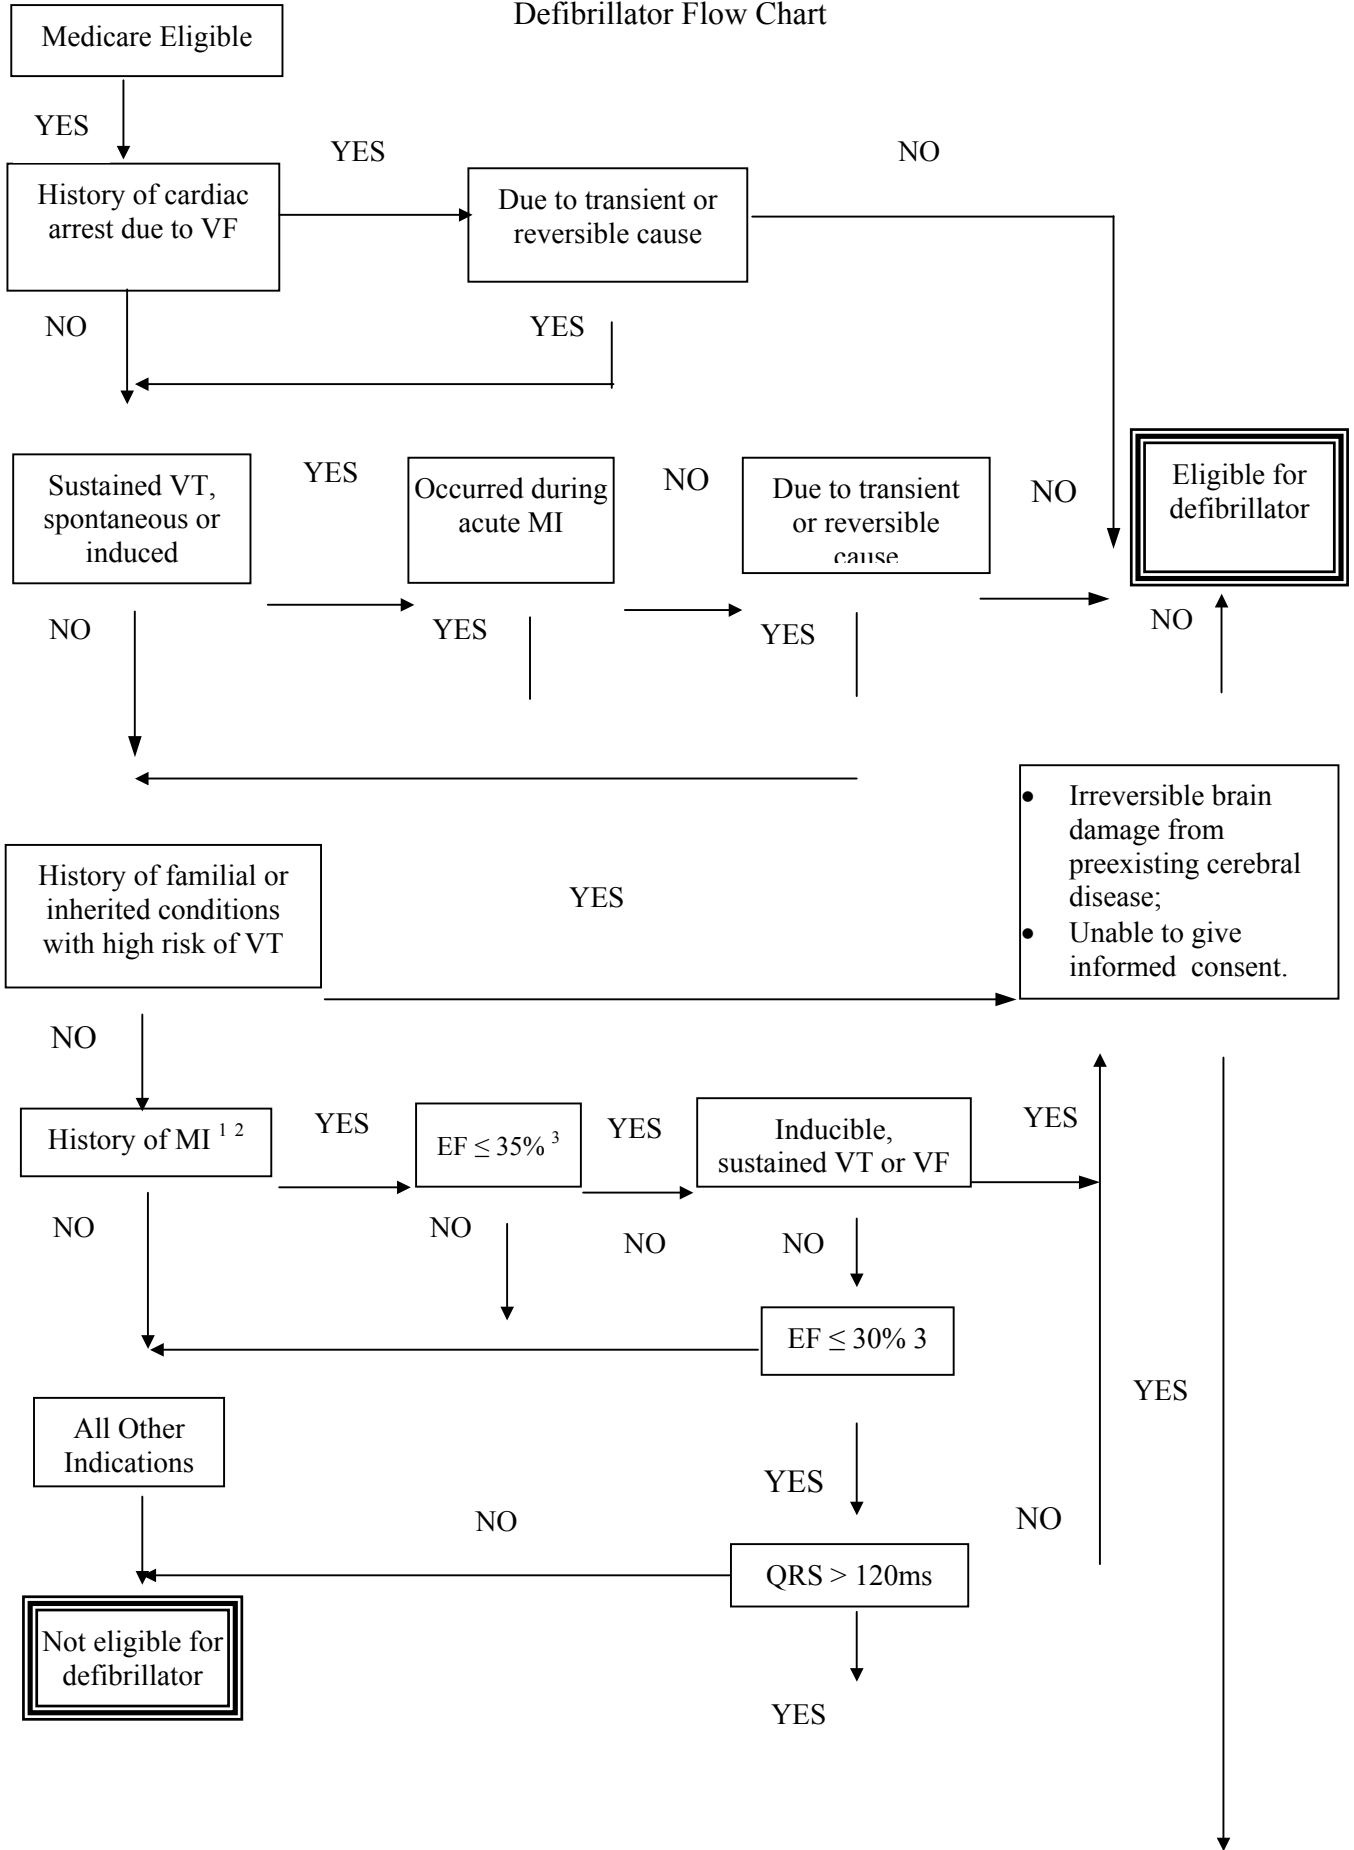 Defibrillator Flow Chart
Medicare Eligible
YES
YES
NO
History of cardiac
arrest due to VF
Due to transient or
reversible cause
NO
YES
Sustained VT,
spontaneous or
induced
YES
Occurred during
acute MI
NO
Due to transient
or reversible
cause
NO
Eligible for
defibrillator
NO
YES
YES
NO
• Irreversible brain
damage from
preexisting cerebral
disease;
• Unable to give
informed consent.
History of familial or
inherited conditions
with high risk of VT
YES
NO
History of MI 1 2
YES
EF ≤ 35% 3
YES
Inducible,
sustained VT or VF
YES
NO
NO
NO
NO
EF ≤ 30% 3
YES
All Other
Indications
YES
NO
NO
QRS > 120ms
Not eligible for
defibrillator
YES